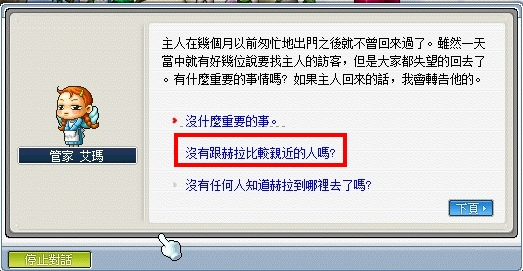 主人在幾個月以前匆忙地出門之後就不曾回來過了。雖然一天
當中就有好幾位說要找主人的訪客，但是大家都失望的回去了
。有什麼重要的事情嗎？如果主人回來的話，我會轉告他的。
沒什麼重要的事。
沒有跟赫拉比較親近的人嗎?
沒有任何人知道赫拉到哪裡去了嗎?
管家 艾瑪
下頁
停止對話